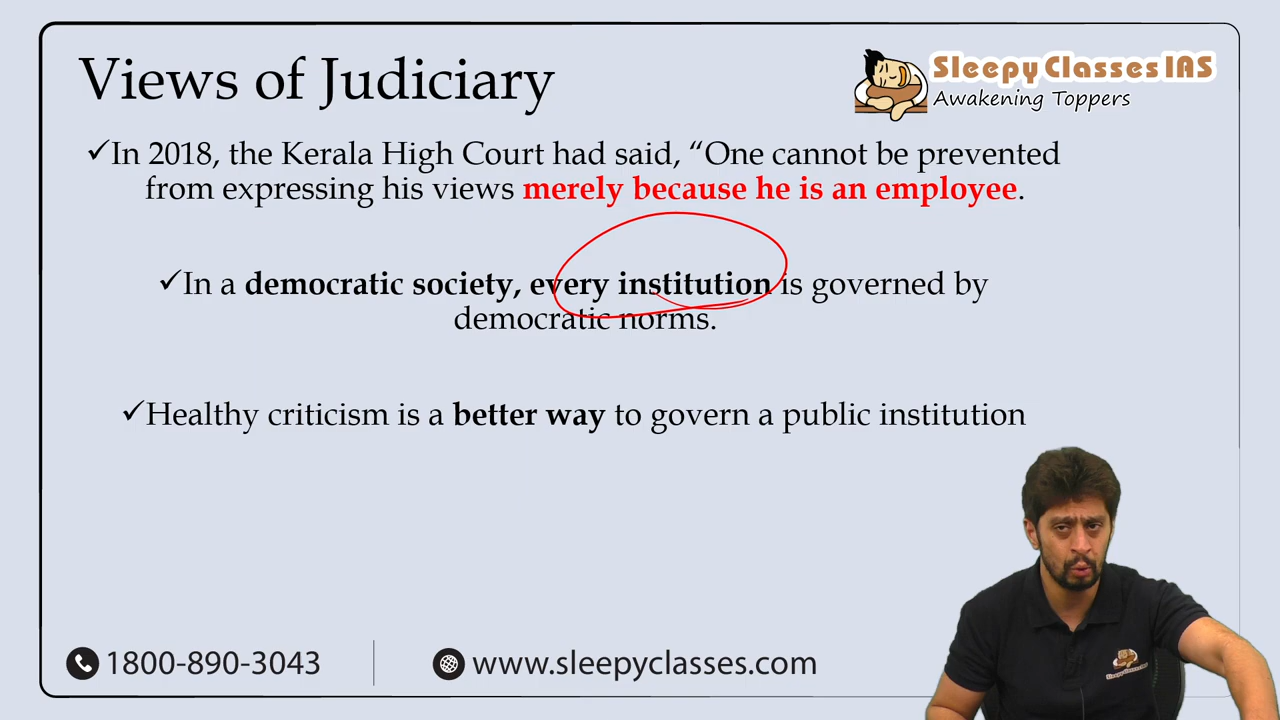 Views of Judiciary
Sleepy Classes IAS
Awakening Toppers
✓In 2018, the Kerala High Court had said, “One cannot be prevented
from expressing his views merely because he is an employee.
✓In a democratic society, every institution is governed by
democratic norms.
✓Healthy criticism is a better way to govern a public institution
1800-890-3043
www.sleepyclasses.com